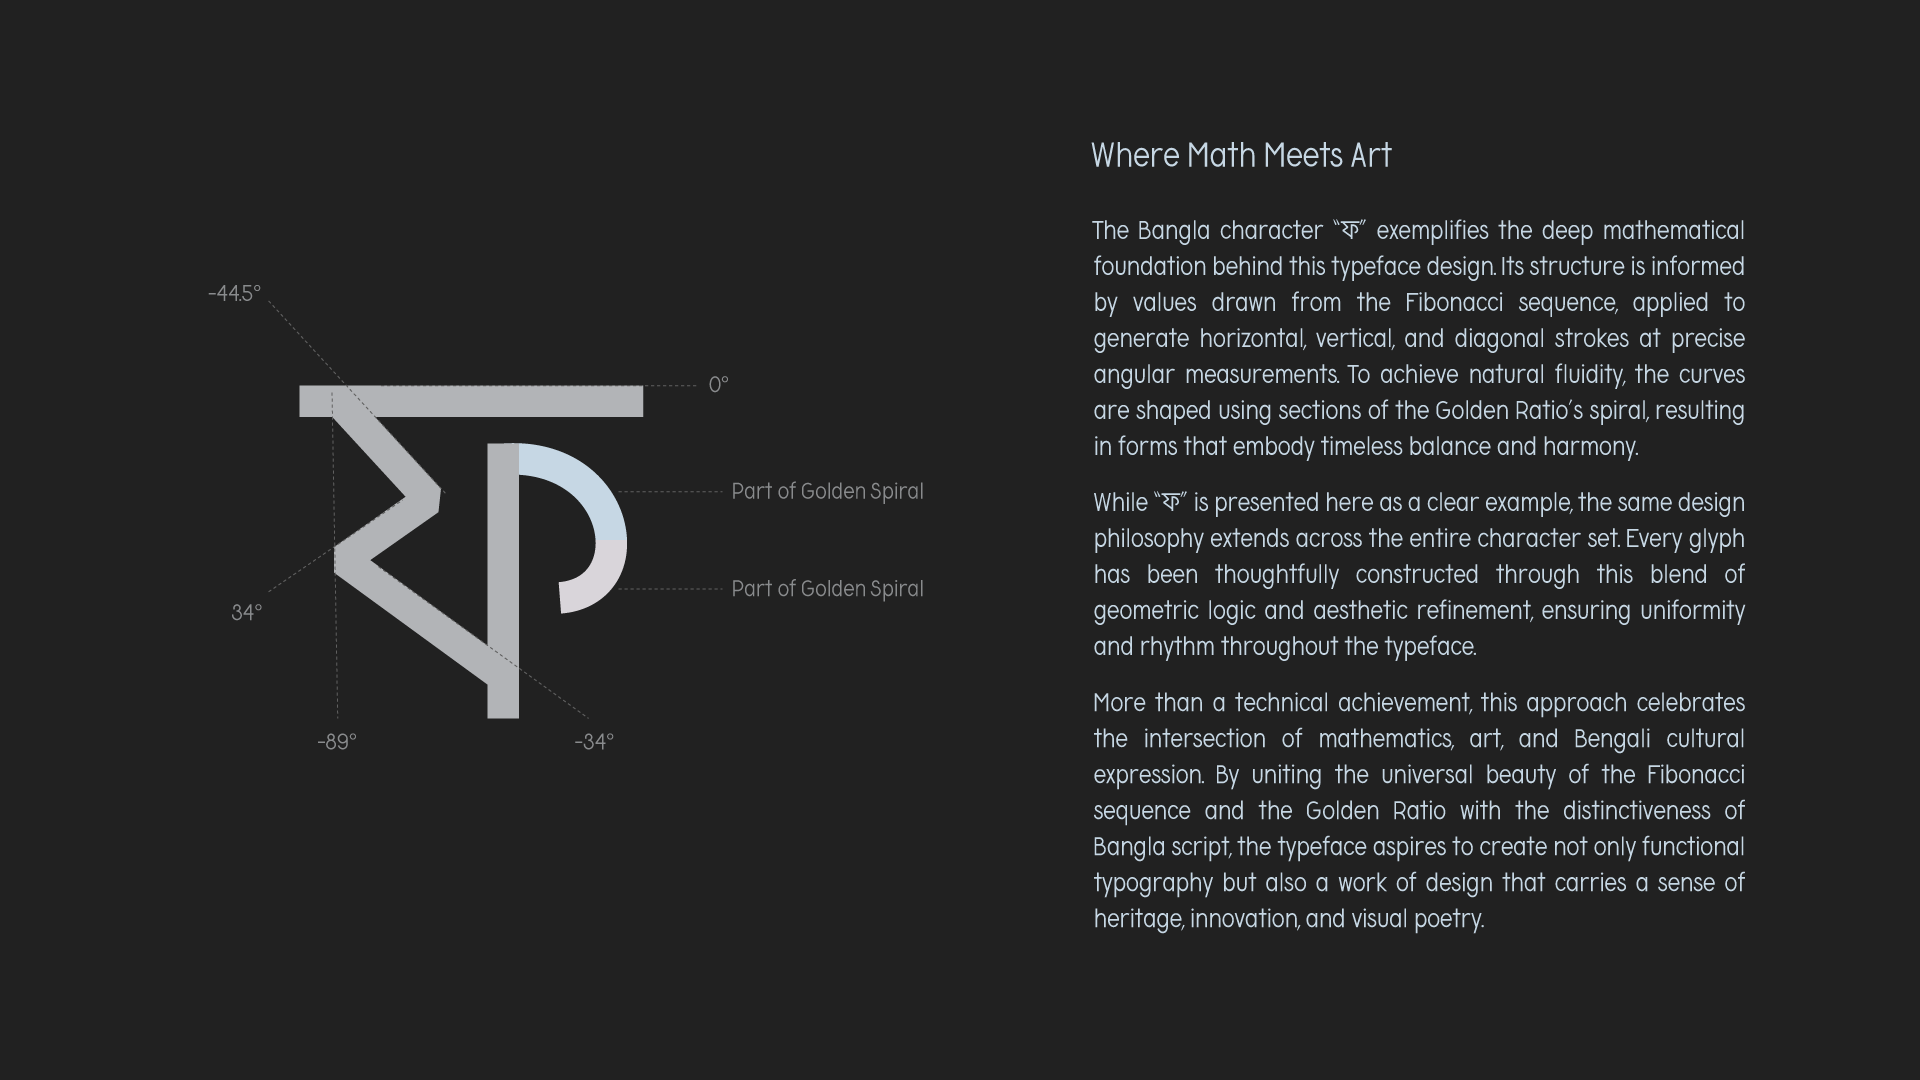 -44.5°
0°
Part of Golden Spiral
Part of Golden Spiral
34°
-89°
-34°
ফ
Where Math Meets Art
The Bangla character “ফ” exemplifies the deep mathematical
foundation behind this typeface design. Its structure is informed
by values drawn from the Fibonacci sequence, applied to
generate horizontal, vertical, and diagonal strokes at precise
angular measurements. To achieve natural fluidity, the curves
are shaped using sections of the Golden Ratio’s spiral, resulting
in forms that embody timeless balance and harmony.
While “ফ” is presented here as a clear example, the same design
philosophy extends across the entire character set. Every glyph
has been thoughtfully constructed through this blend of
geometric logic and aesthetic refinement, ensuring uniformity
and rhythm throughout the typeface.
More than a technical achievement, this approach celebrates
the intersection of mathematics, art, and Bengali cultural
expression. By uniting the universal beauty of the Fibonacci
sequence and the Golden Ratio with the distinctiveness of
Bangla script, the typeface aspires to create not only functional
typography but also a work of design that carries a sense of
heritage, innovation, and visual poetry.